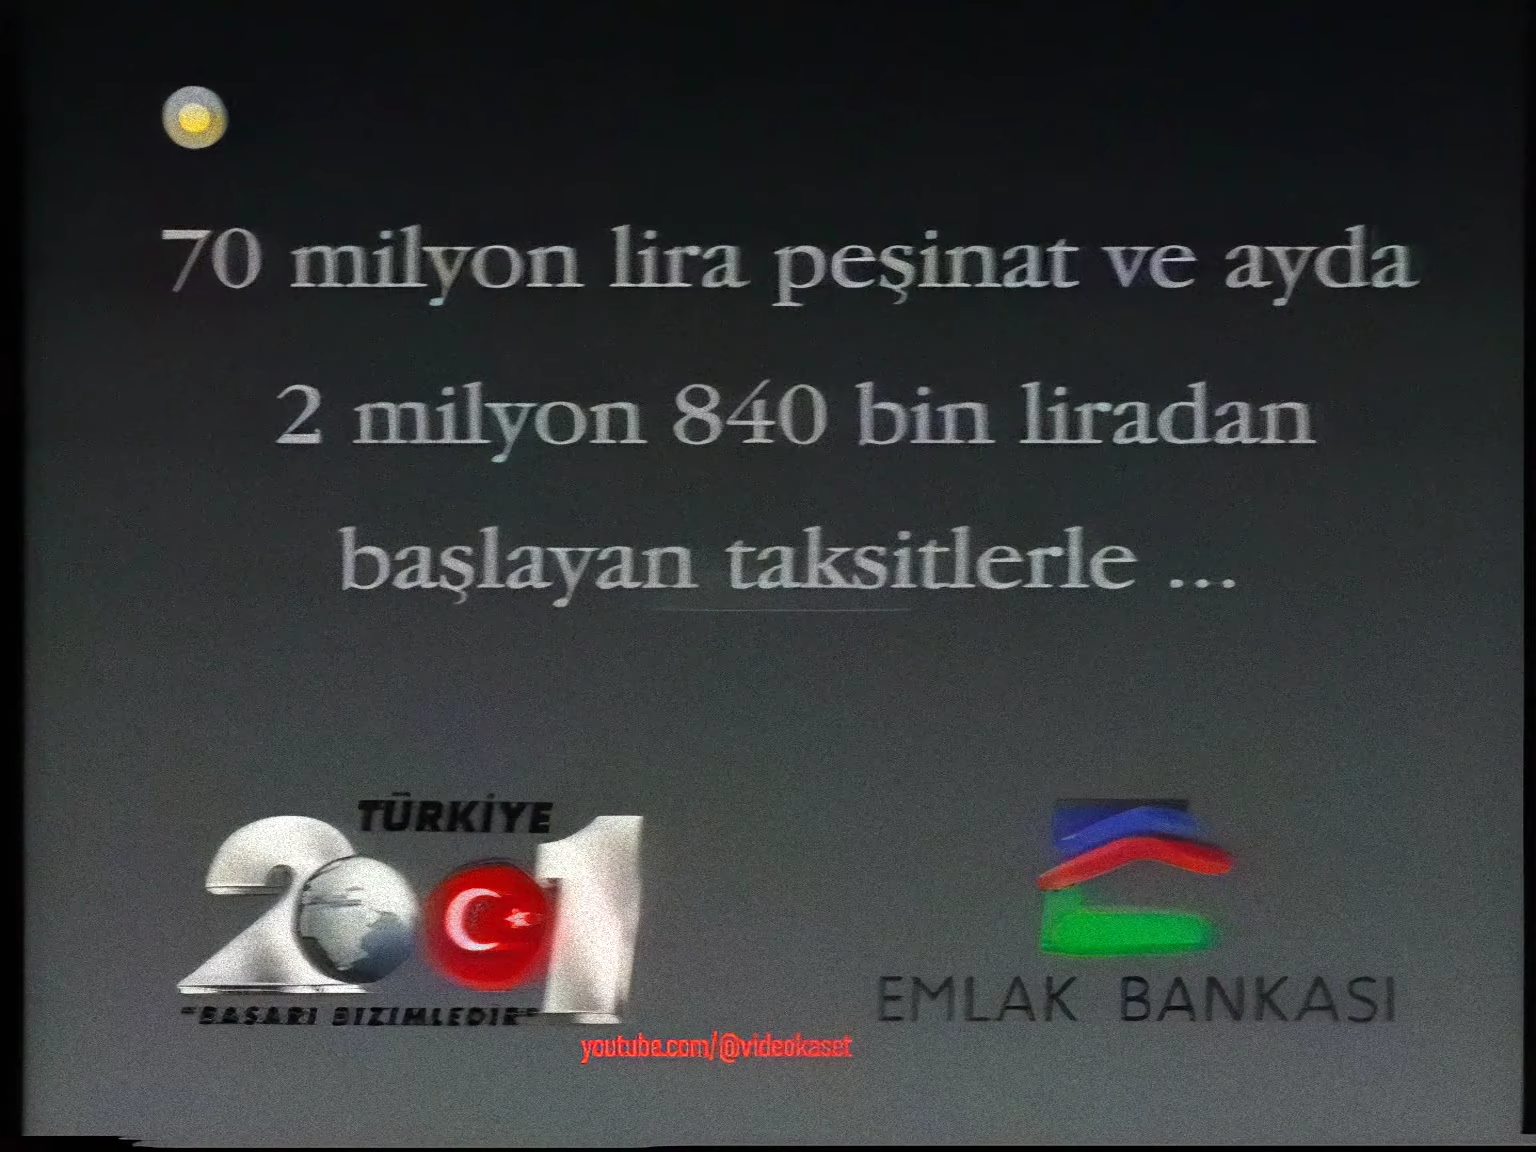 70 milyon lira peşinat ve ayda
2 milyon 840 bin liradan
başlayan taksitlerle ...
TÜRKİYE
2001
"BAŞARI BİZİMLEDİR"
EMLAK BANKASI
youtube.com/@videokaset